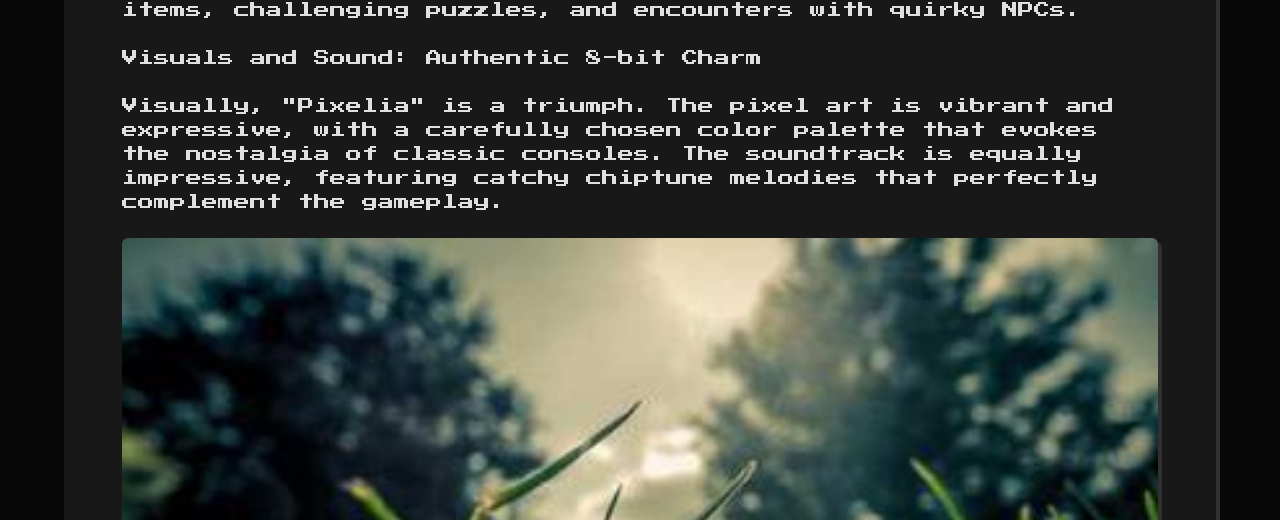 items, challenging puzzles, and encounters with quirky NPCs.
Visuals and Sound: Authentic 8-bit Charm
Visually, "Pixelia" is a triumph. The pixel art is vibrant and
expressive, with a carefully chosen color palette that evokes
the nostalgia of classic consoles. The soundtrack is equally
impressive, featuring catchy chiptune melodies that perfectly
complement the gameplay.